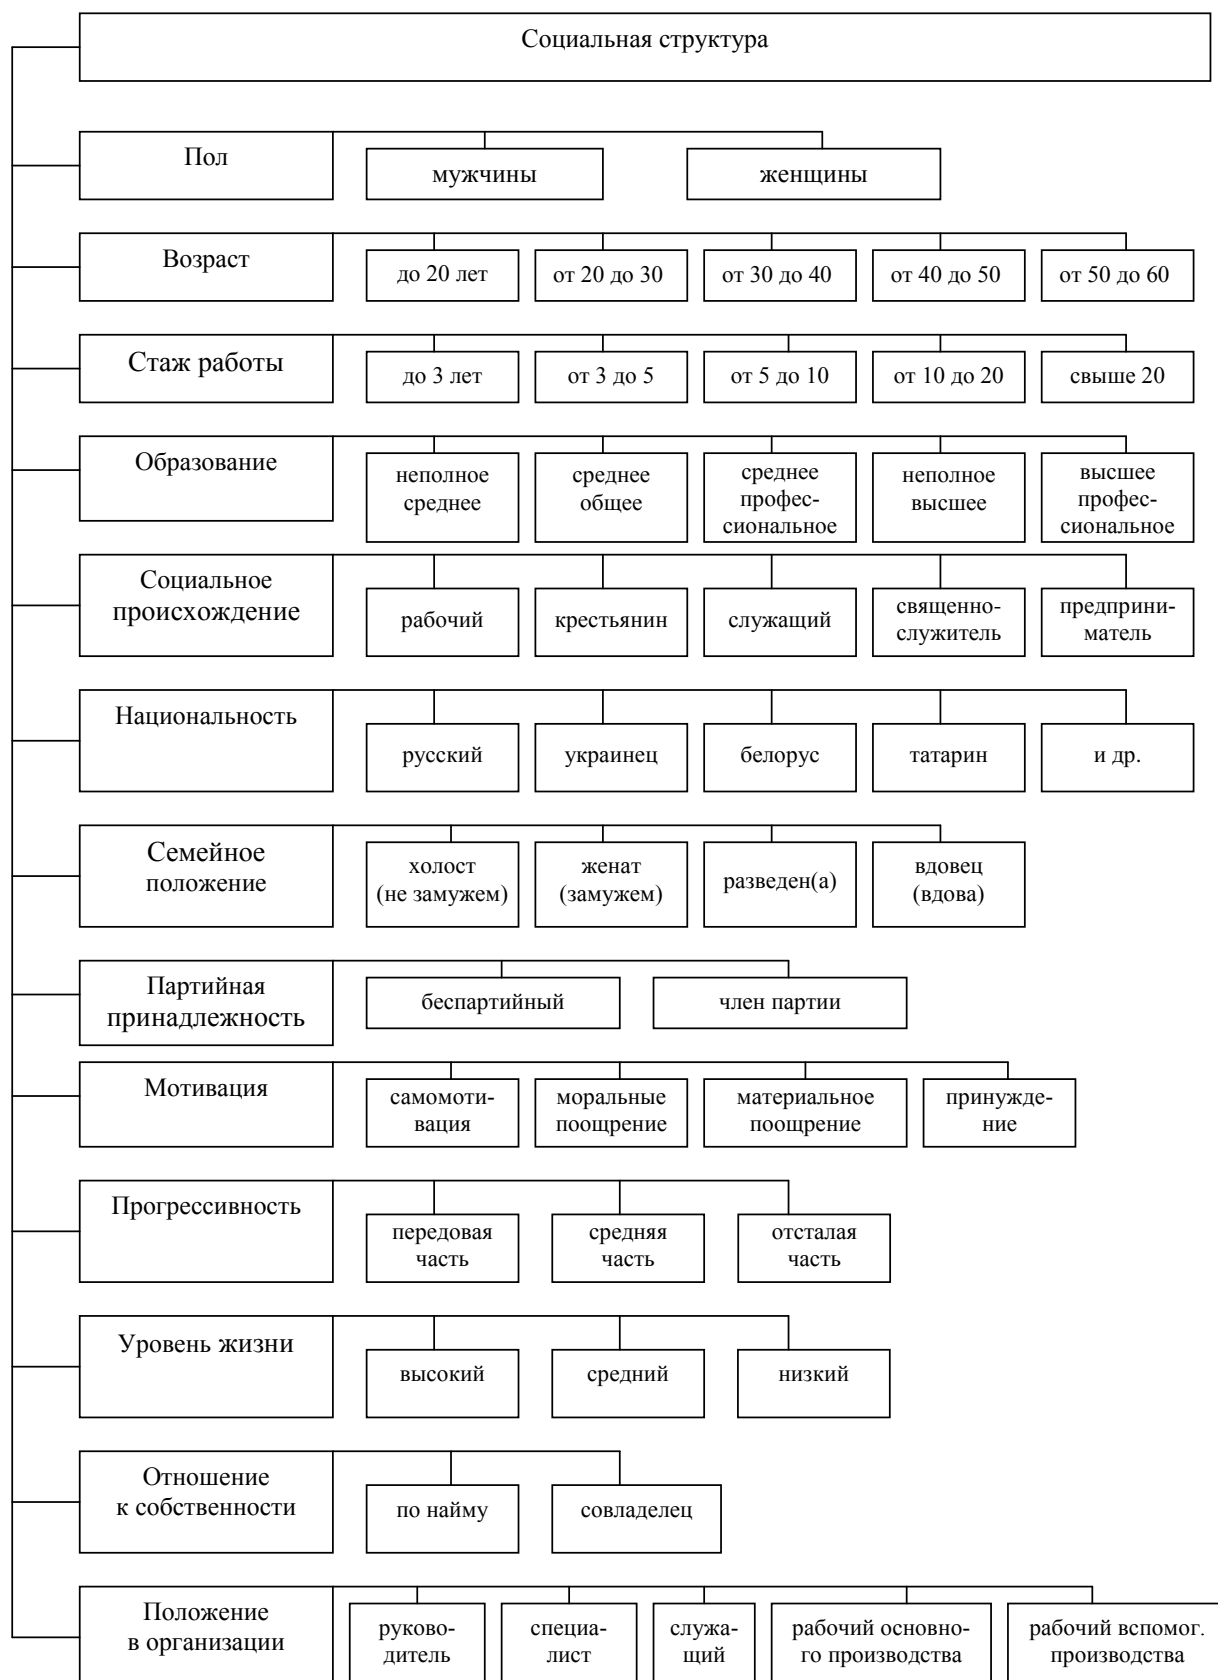 Социальная структура
Пол
мужчины
женщины
Возраст
до 20 лет
от 20 до 30
от 30 до 40
от 40 до 50
от 50 до 60
Стаж работы
до 3 лет
от 3 до 5
от 5 до 10
от 10 до 20
свыше 20
Образование
неполное
среднее
среднее
общее
среднее
профес-
сиональное
неполное
высшее
высшее
профес-
сиональное
Социальное
происхождение
рабочий
крестьянин
служащий
священно-
служитель
предприни-
матель
Национальность
русский
украинец
белорус
татарин
и др.
Семейное
положение
холост
(не замужем)
женат
(замужем)
разведен(а)
вдовец
(вдова)
Партийная
принадлежность
беспартийный
член партии
Мотивация
самомоти-
вация
моральные
поощрение
материальное
поощрение
принужде-
ние
Прогрессивность
передовая
часть
средняя
часть
отсталая
часть
Уровень жизни
высокий
средний
низкий
Отношение
к собственности
по найму
совладелец
Положение
в организации
руково-
дитель
специа-
лист
служа-
щий
рабочий основно-
го производства
рабочий вспомог.
производства